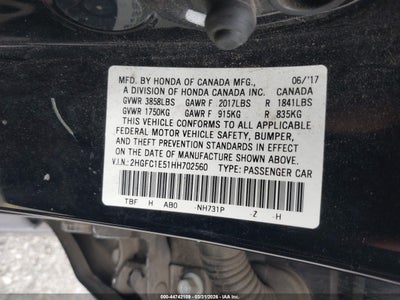 MFD. BY HONDA OF CANADA MFG., 06/'17
A DIVISION OF HONDA CANADA INC. CANADA
GVWR 3858LBS GAWR F 2017LBS R 1841LBS
GVWR 1750KG GAWR F 915KG R 835KG
THIS VEHICLE CONFORMS TO ALL APPLICABLE
FEDERAL MOTOR VEHICLE SAFETY, BUMPER,
AND THEFT PREVENTION STANDARDS IN EFFECT
ON THE DATE OF MANUFACTURE SHOWN ABOVE.
V.I.N.: 2HGFC1E51HH702560 TYPE: PASSENGER CAR
TBF H AB0 -NH731P -Z -H
000-44742109 - 03/31/2026 - IAAI.COM